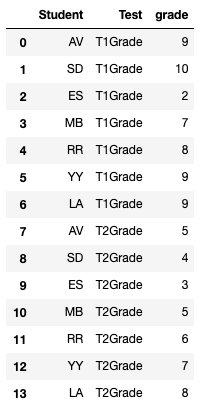 Student Test grade
0 AV T1Grade 9
1 SD T1Grade 10
2 ES T1Grade 2
3 MB T1Grade 7
4 RR T1Grade 8
5 YY T1Grade 9
6 LA T1Grade 9
7 AV T2Grade 5
8 SD T2Grade 4
9 ES T2Grade 3
10 MB T2Grade 5
11 RR T2Grade 6
12 YY T2Grade 7
13 LA T2Grade 8